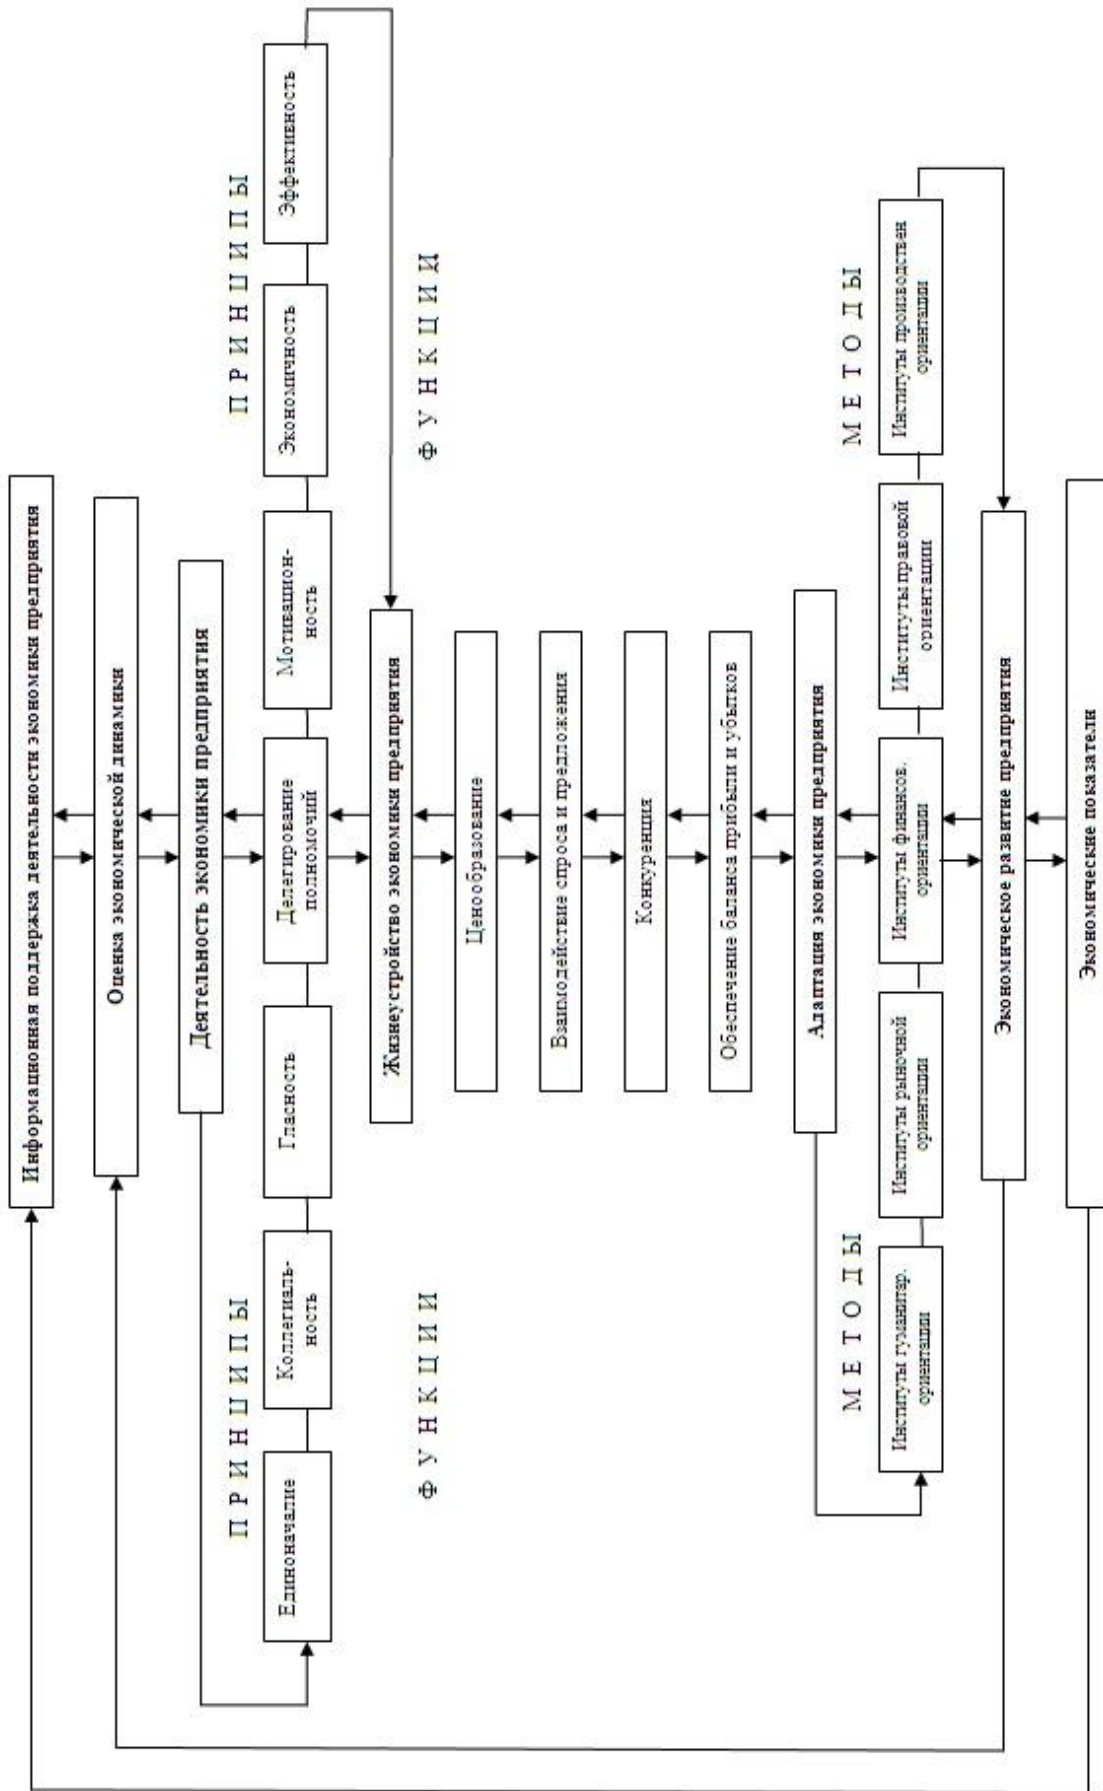 Информационная поддержка деятельности экономики предприятия
Оценка экономической динамики
Деятельность экономики предприятия
П Р И Н Ц И П Ы
П Р И Н Ц И П Ы
Единоначалие
Коллегиаль-
ность
Гласность
Делегирование
полномочий
Мотивацион-
ность
Экономичность
Эффективность
Жизнеустройство экономики предприятия
Ф У Н К Ц И И
Ф У Н К Ц И И
Ценообразование
Взаимодействие спроса и предложения
Конкуренция
Обеспечение баланса прибыли и убытков
Адаптация экономики предприятия
М Е Т О Д Ы
М Е Т О Д Ы
Институты гуманитар.
ориентации
Институты рыночной
ориентации
Институты финансов.
ориентации
Институты правовой
ориентации
Институты производствен
ориентации
Экономическое развитие предприятия
Экономические показатели